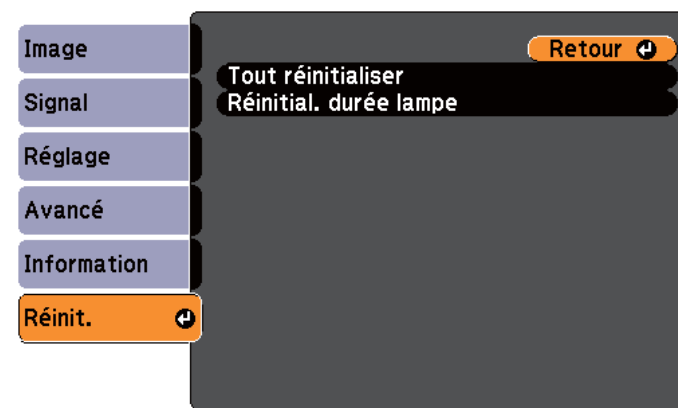 Image
Signal
Réglage
Avancé
Information
Réinit.
Retour
Tout réinitialiser
Réinitial. durée lampe